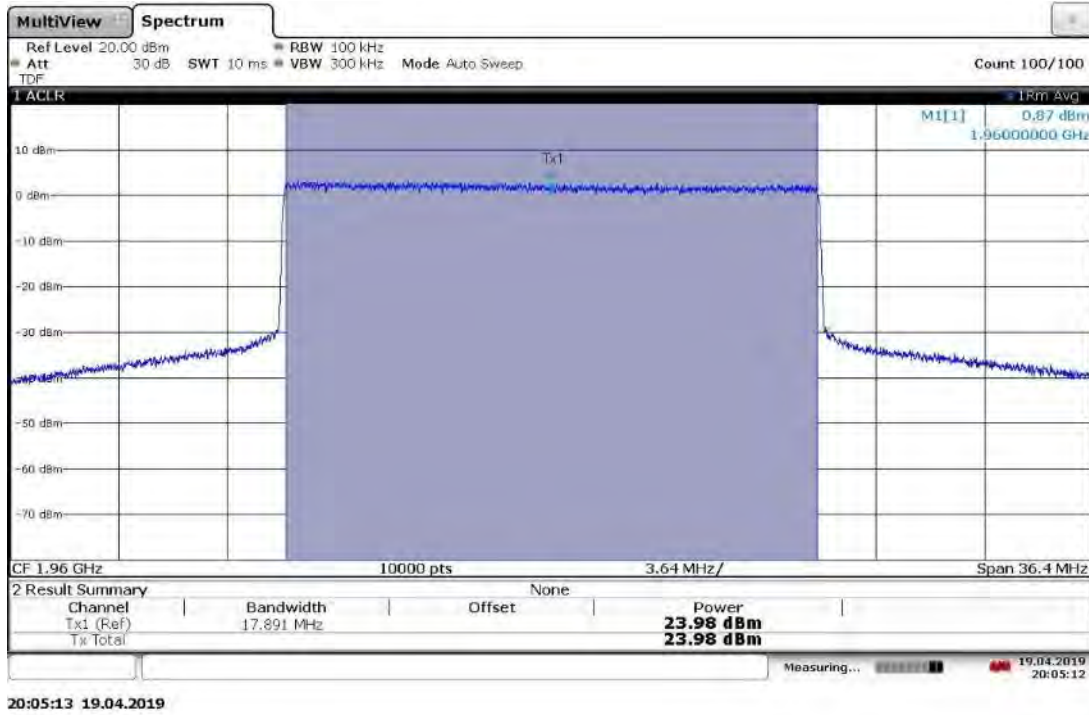 MultiView Spectrum
Ref Level 20.00 dBm RBW 100 kHz
Att 30 dB SWT 10 ms VBW 300 kHz Mode Auto Sweep Count 100/100
TDF
1 ACLR 1Rm Avg
M1[1] 0.87 dBm
1.96000000 GHz
10 dBm
Tx1
0 dBm
-10 dBm
-20 dBm
-30 dBm
-40 dBm
-50 dBm
-60 dBm
-70 dBm
CF 1.96 GHz 10000 pts 3.64 MHz/ Span 36.4 MHz
2 Result Summary None
Channel Bandwidth Offset Power
Tx1 (Ref) 17.891 MHz 23.98 dBm
Tx Total 23.98 dBm
Measuring... 19.04.2019
20:05:12
20:05:13 19.04.2019